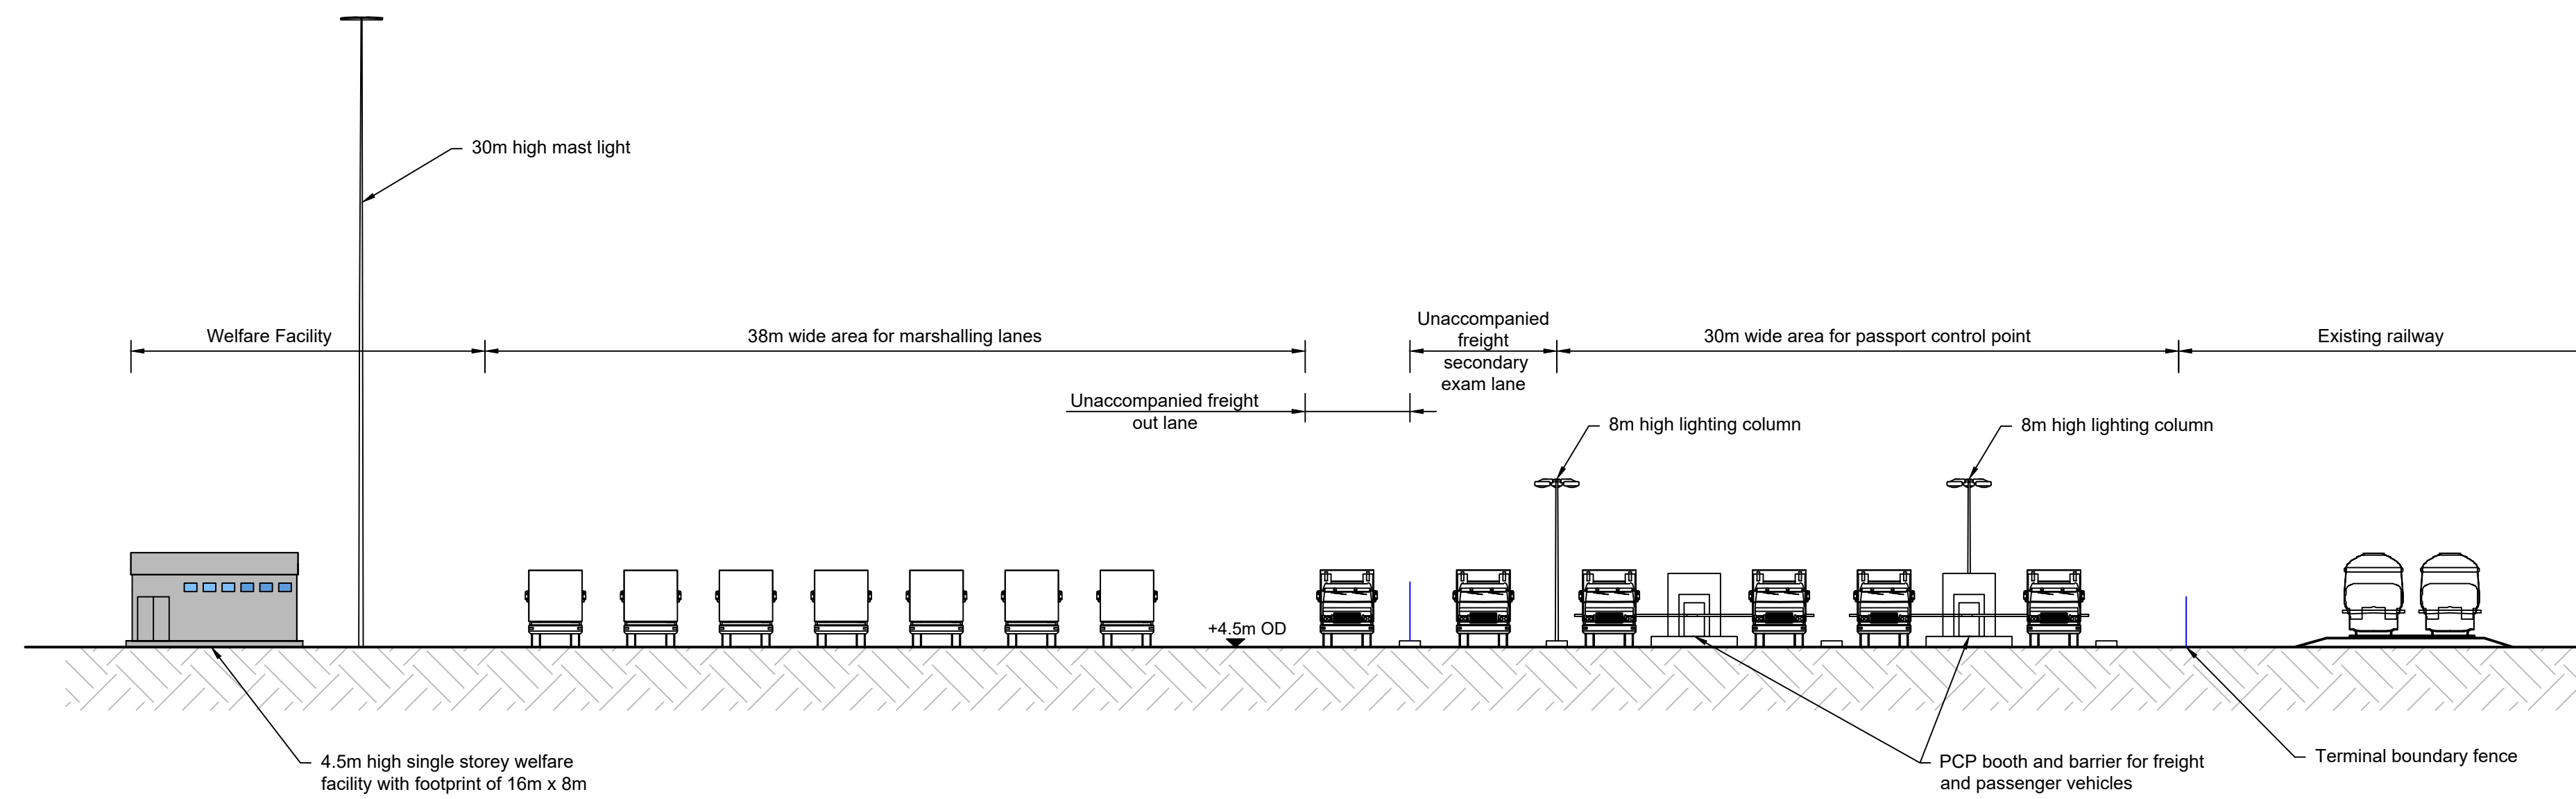 30m high mast light
Welfare Facility
38m wide area for marshalling lanes
Unaccompanied
freight
secondary
exam lane
30m wide area for passport control point
Existing railway
Unaccompanied freight
out lane
8m high lighting column
8m high lighting column
+4.5m OD
4.5m high single storey welfare
facility with footprint of 16m x 8m
PCP booth and barrier for freight
and passenger vehicles
Terminal boundary fence